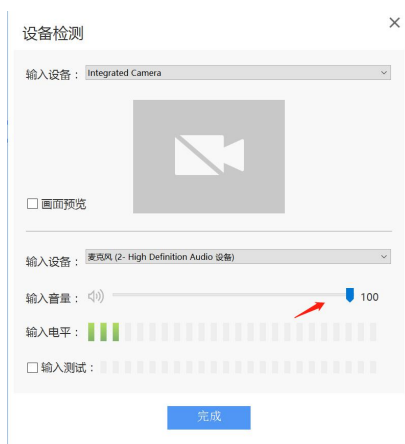 设备检测
输入设备： Integrated Camera
画面预览
输入设备： 麦克风 (2- High Definition Audio 设备)
输入音量： 100
输入电平：
输入测试：
完成